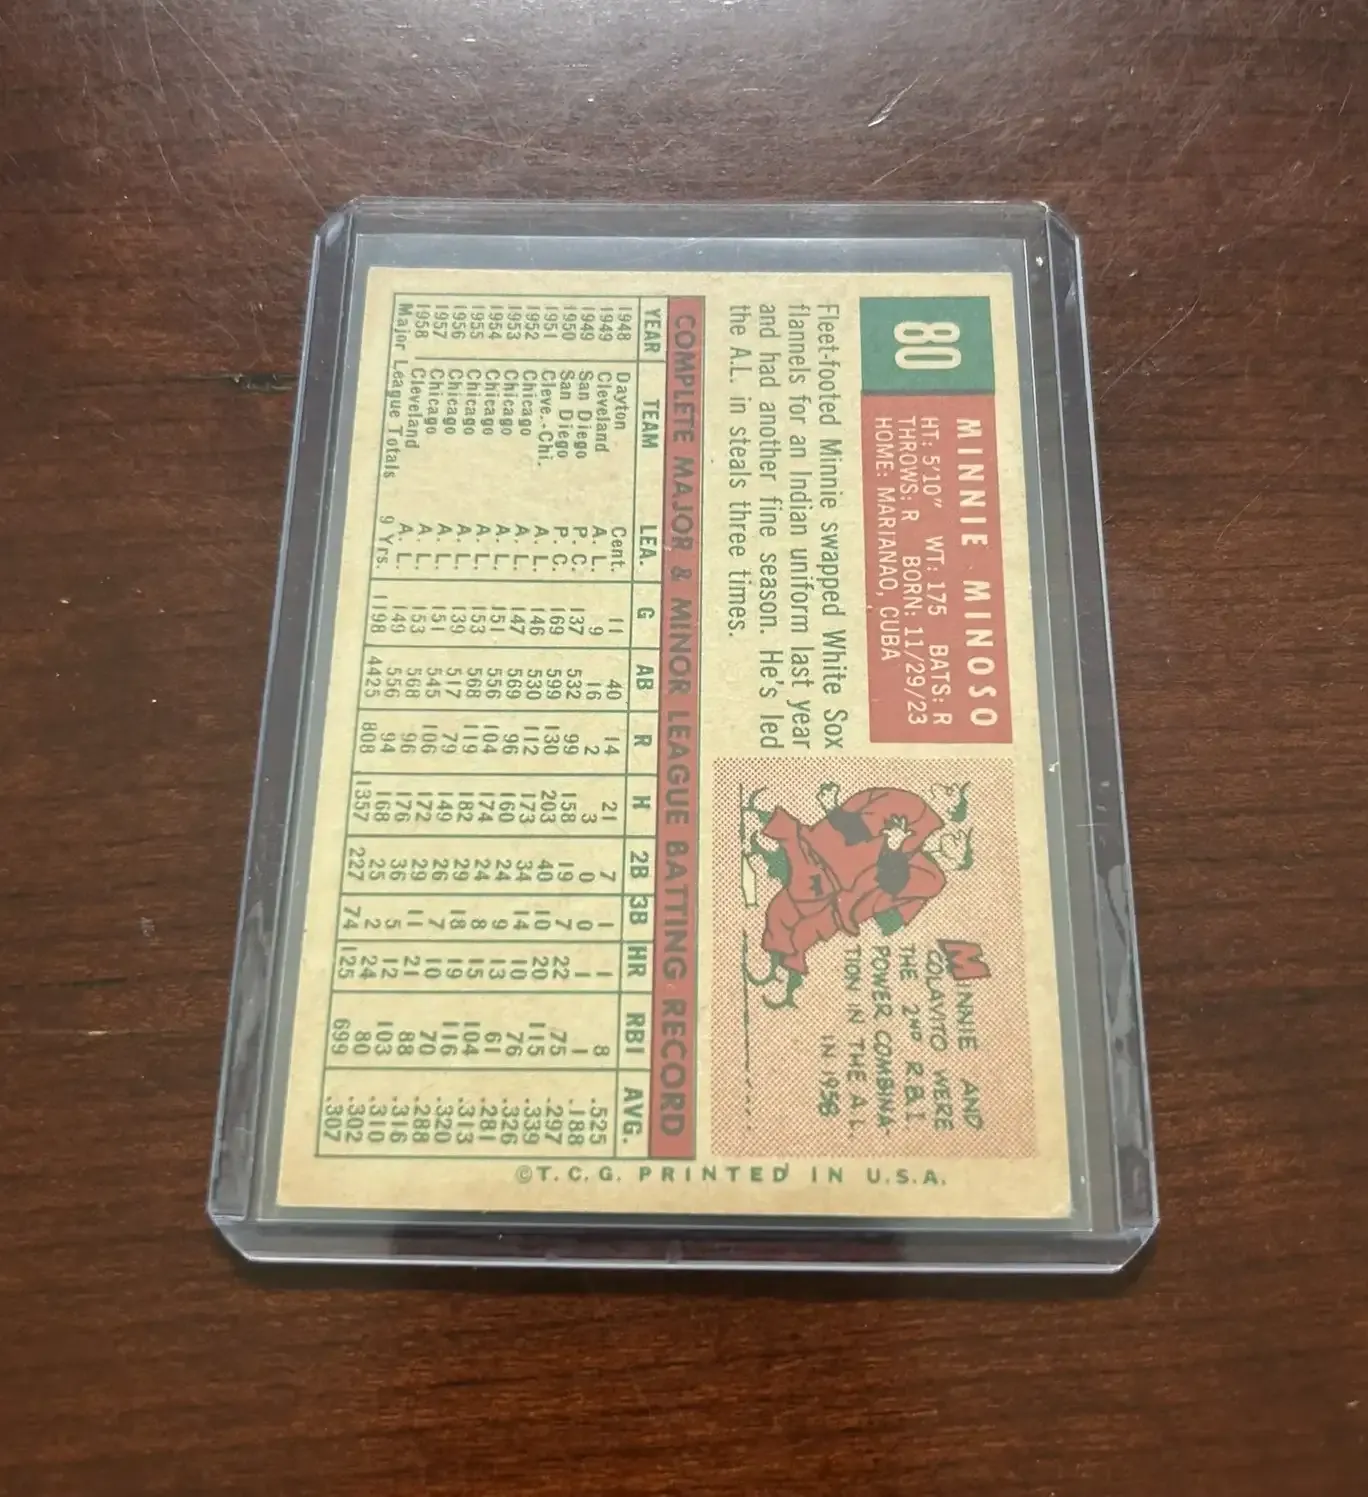 80
MINNIE MINOSO
HT: 5'10" WT: 175 BATS: R
THROWS: R BORN: 11/29/23
HOME: MARIANAO, CUBA
Fleet-footed Minnie swapped White Sox
flannels for an Indian uniform last year
and had another fine season. He's led
the A.L. in steals three times.
MINNIE AND
COLAVITO WERE
THE 2ND R.B.I.
POWER COMBINA-
TION IN THE A.L.
IN 1958
COMPLETE MAJOR & MINOR LEAGUE BATTING RECORD
YEAR TEAM LEA. G AB R H 2B 3B HR RBI AVG.
1948 Dayton Cent. 11 40 14 21 7 1 1 8 .525
1949 Cleveland A. L. 9 16 2 3 0 0 1 1 .188
1949 San Diego P. C. 137 532 99 158 19 7 22 75 .297
1950 San Diego P. C. 169 599 130 203 40 10 20 115 .339
1951 Cleve.-Chi. A. L. 146 530 112 173 34 14 10 76 .326
1952 Chicago A. L. 147 569 96 160 24 9 13 61 .281
1953 Chicago A. L. 151 556 104 174 24 8 15 104 .313
1954 Chicago A. L. 153 568 119 182 29 18 19 116 .320
1955 Chicago A. L. 139 517 79 149 26 7 10 70 .288
1956 Chicago A. L. 151 545 106 172 29 11 21 88 .316
1957 Chicago A. L. 153 568 96 176 36 5 12 103 .310
1958 Cleveland A. L. 149 556 94 168 25 2 24 80 .302
Major League Totals 9 Yrs. 1198 4425 808 1357 227 74 125 699 .307
©T. C. G. PRINTED IN U.S.A.